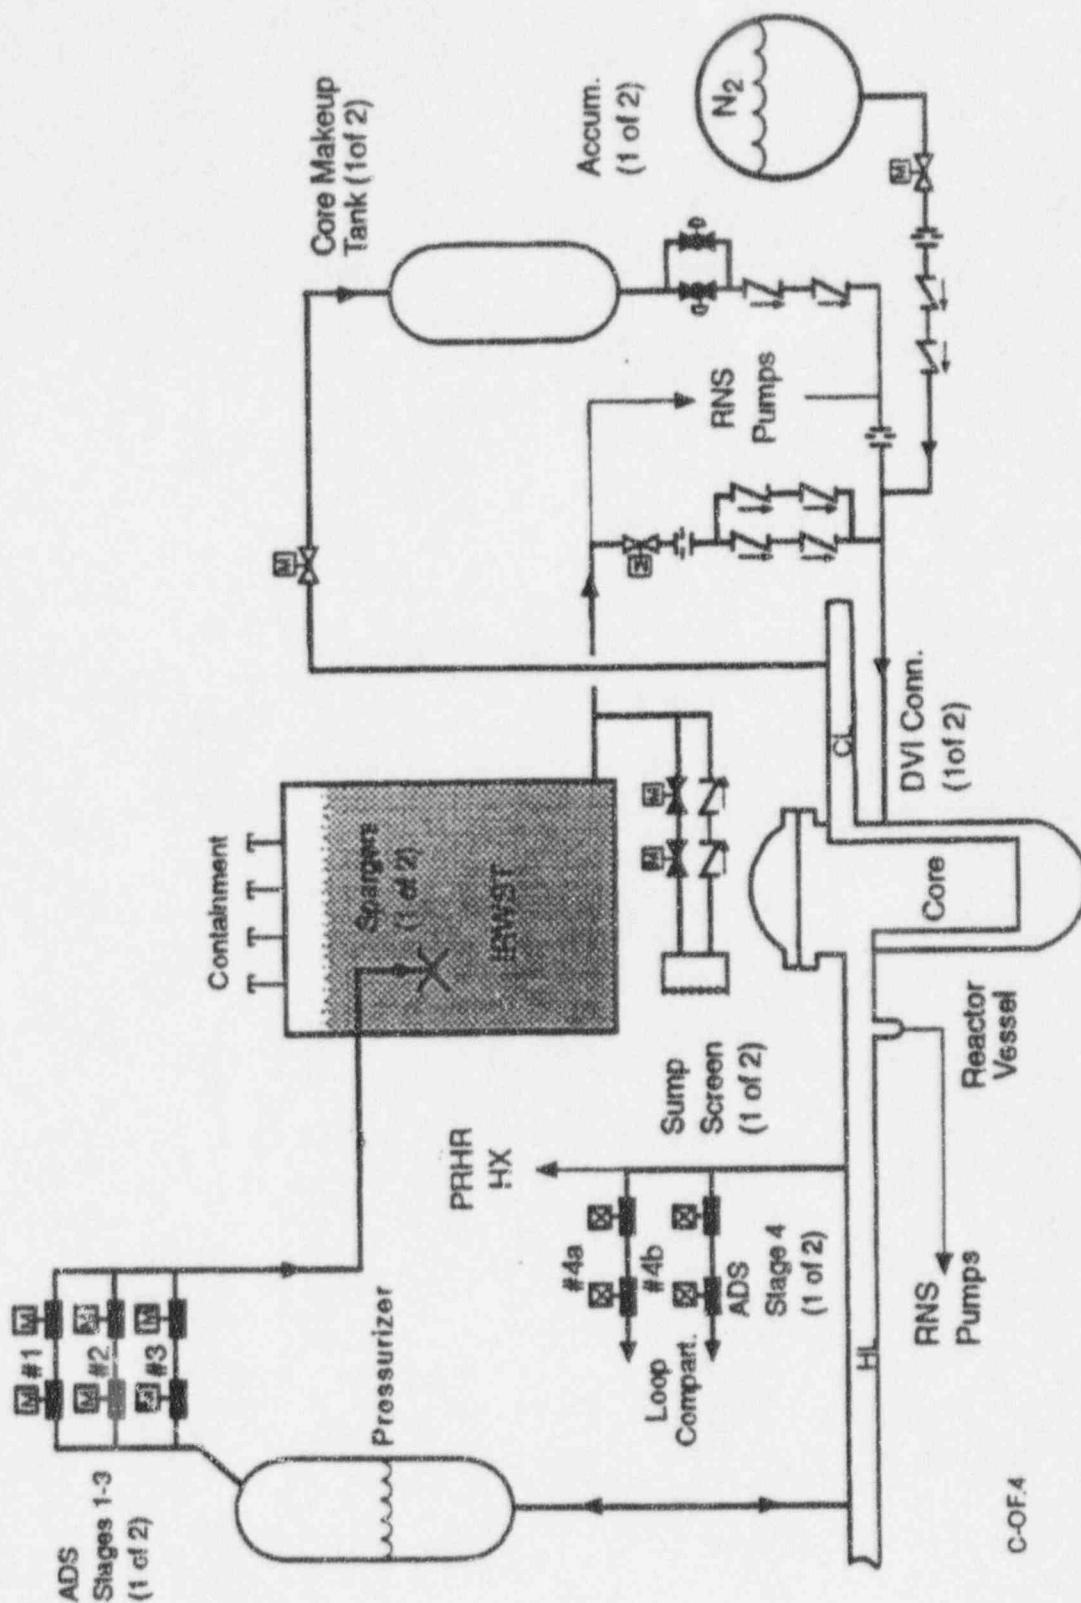 ADS
Stages 1-3
(1 of 2)
M
M
#1
M
M
#2
M
M
#3
Pressurizer
Containment
Spargers
(1 of 2)
IRWST
PRHR
HX
#4a
#4b
ADS
Stage 4
(1 of 2)
Loop
Compart.
Sump
Screen
(1 of 2)
M
M
M
Core Makeup
Tank (1of 2)
Accum.
(1 of 2)
N2
M
RNS
Pumps
M
DVI Conn.
(1of 2)
CL
Core
Reactor
Vessel
HL
RNS
Pumps
C-OF.4